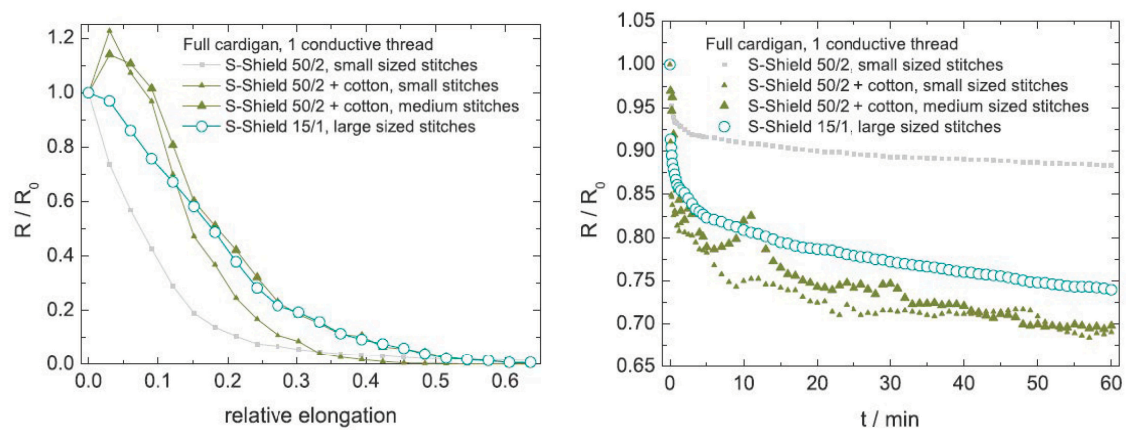 Full cardigan, 1 conductive thread
S-Shield 50/2, small sized stitches
S-Shield 50/2 + cotton, small stitches
S-Shield 50/2 + cotton, medium stitches
S-Shield 15/1, large sized stitches
R / R0
1.2
1.0
0.8
0.6
0.4
0.2
0.0
0.0 0.1 0.2 0.3 0.4 0.5 0.6
relative elongation
Full cardigan, 1 conductive thread
S-Shield 50/2, small sized stitches
S-Shield 50/2 + cotton, small sized stitches
S-Shield 50/2 + cotton, medium sized stitches
S-Shield 15/1, large sized stitches
R / R0
1.05
1.00
0.95
0.90
0.85
0.80
0.75
0.70
0.65
0 10 20 30 40 50 60
t / min